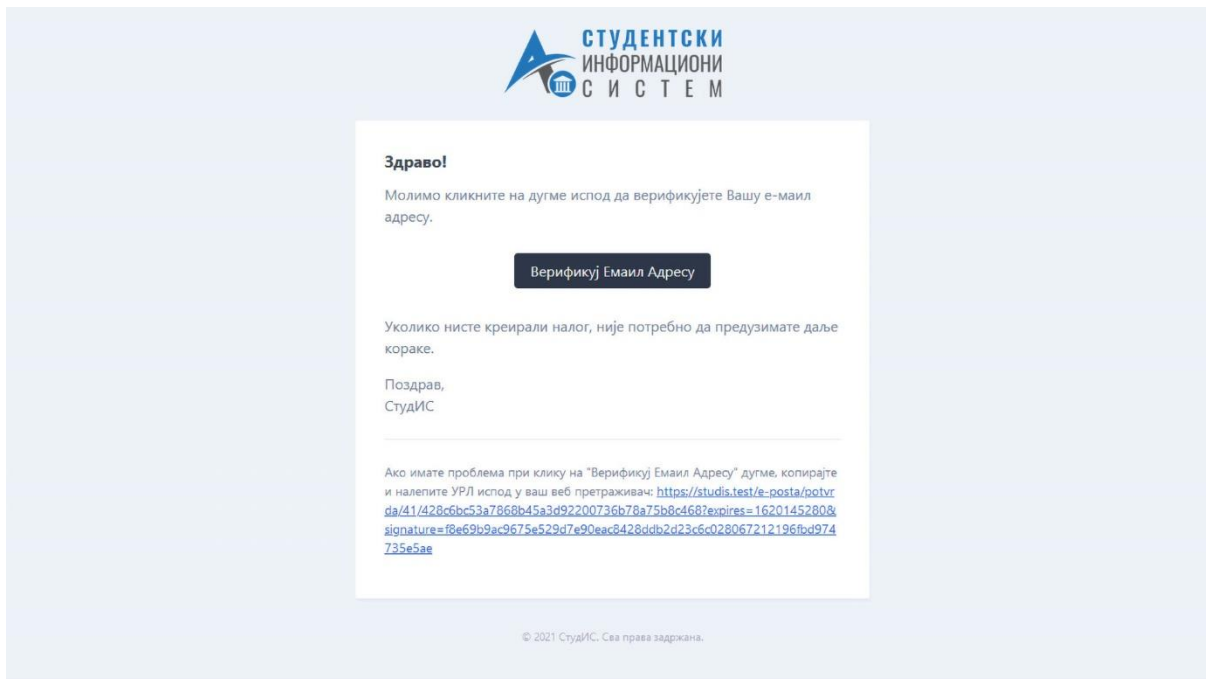 СТУДЕНТСКИ
ИНФОРМАЦИОНИ
СИСТЕМ
Здраво!
Молимо кликните на дугме испод да верификујете Вашу е-маил
адресу.
Верификуј Емаил Адресу
Уколико нисте креирали налог, није потребно да предузимате даље
кораке.
Поздрав,
СтудИС
Ако имате проблема при клику на "Верификуј Емаил Адресу" дугме, копирајте
и налепите УРЛ испод у ваш веб претраживач: https://studis.test/e-posta/potvr
da/41/428c6bc53a7868b45a3d92200736b78a75b8c468?expires=1620145280&
signature=f8e69b9ac9675e529d7e90eac8428ddb2d23c6c028067212196fbd974
735e5ae
© 2021 СтудИС. Сва права задржана.